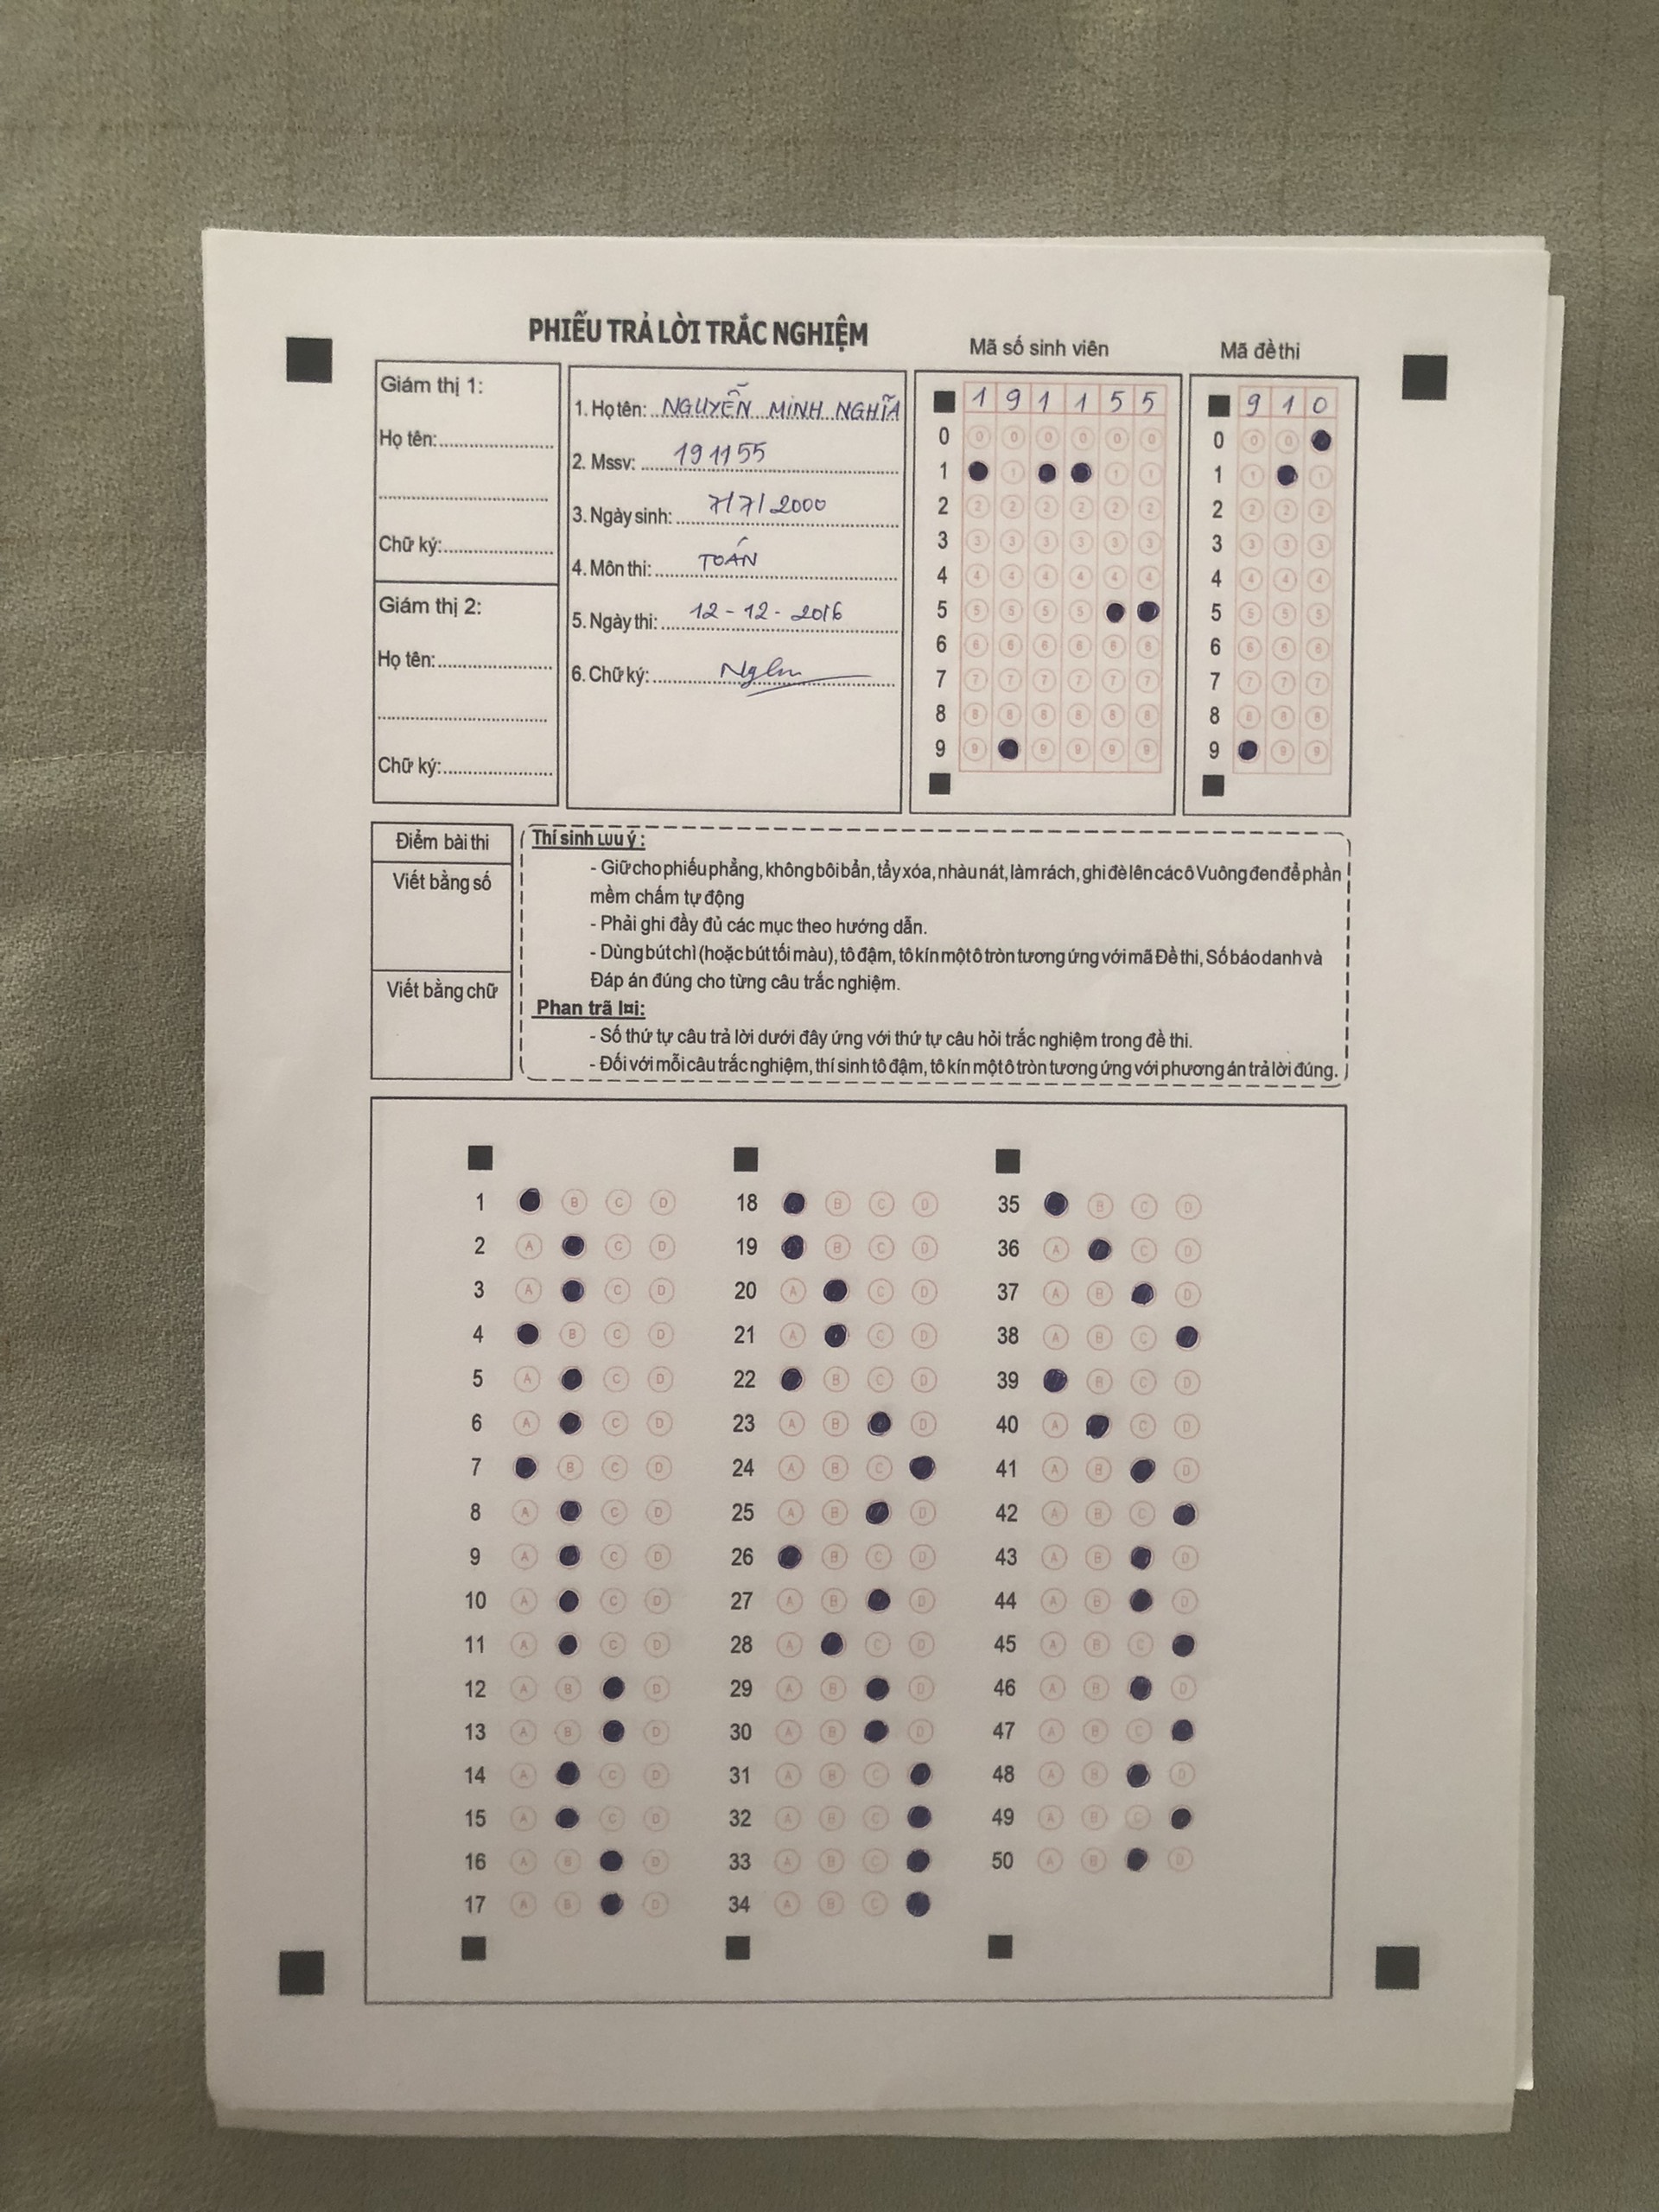 PHIẾU TRẢ LỜI TRẮC NGHIỆM
Giám thị 1:
Họ tên:
Chữ ký:
Giám thị 2:
Họ tên:
Chữ ký:
1. Họ tên: NGUYỄN MINH NGHĨA
2. Mssv: 191155
3. Ngày sinh: 7/7/2000
4. Môn thi: TOÁN
5. Ngày thi: 12-12-2016
6. Chữ ký:
Mã số sinh viên
1 9 1 1 5 5
0 0 0 0 0 0 0
1 1 1 1
2 2 2 2 2 2 2
3 3 3 3 3 3 3
4 4 4 4 4 4 4
5 5 5 5 5
6 6 6 6 6 6 6
7 7 7 7 7 7 7
8 8 8 8 8 8 8
9 9 9 9 9 9
Mã đề thi
9 1 0
0 0 0
1 1 1
2 2 2 2
3 3 3 3
4 4 4 4
5 5 5 5
6 6 6 6
7 7 7 7
8 8 8 8
9 9 9
Điểm bài thi
Viết bằng số
Viết bằng chữ
Thí sinh Lưu ý :
- Giữ cho phiếu phẳng, không bôi bẩn, tẩy xóa, nhàu nát, làm rách, ghi đè lên các ô Vuông đen để phần
mềm chấm tự động
- Phải ghi đầy đủ các mục theo hướng dẫn.
- Dùng bút chì (hoặc bút tối màu), tô đậm, tô kín một ô tròn tương ứng với mã Đề thi, Số báo danh và
Đáp án đúng cho từng câu trắc nghiệm.
Phan trã l¤i:
- Số thứ tự câu trả lời dưới đây ứng với thứ tự câu hỏi trắc nghiệm trong đề thi.
- Đối với mỗi câu trắc nghiệm, thí sinh tô đậm, tô kín một ô tròn tương ứng với phương án trả lời đúng.
1 B C D
2 A C D
3 A C D
4 B C D
5 A C D
6 A C D
7 B C D
8 A C D
9 A C D
10 A C D
11 A C D
12 A B D
13 A B D
14 A C D
15 A C D
16 A B D
17 A B D
18 B C D
19 B C D
20 A C D
21 A C D
22 B C D
23 A B D
24 A B C
25 A B D
26 B C D
27 A B D
28 A C D
29 A B D
30 A B D
31 A B C
32 A B C
33 A B C
34 A B C
35 B C D
36 A C D
37 A B D
38 A B C
39 B C D
40 A C D
41 A B D
42 A B C
43 A B D
44 A B D
45 A B C
46 A B D
47 A B C
48 A B D
49 A B C
50 A B D